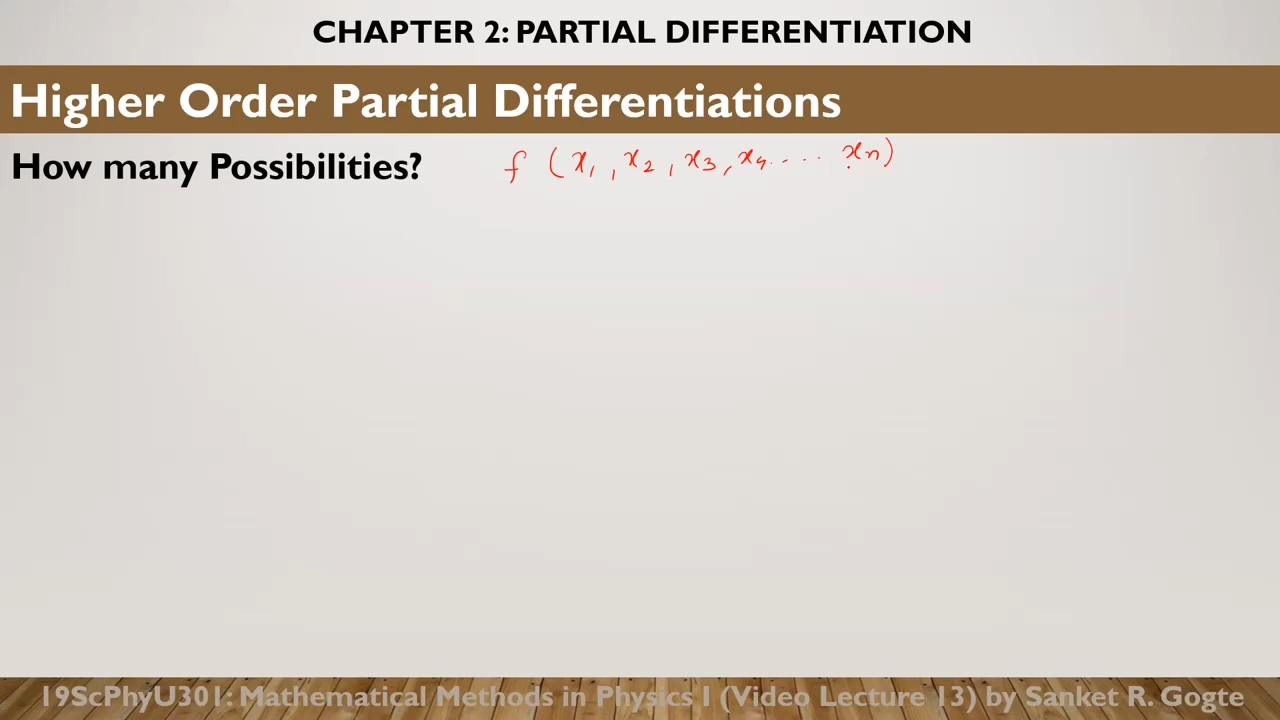 CHAPTER 2: PARTIAL DIFFERENTIATION
Higher Order Partial Differentiations
How many Possibilities? f (x₁, x₂, x₃, x₄ ..... xₙ)
19ScPhyU301: Mathematical Methods in Physics I (Video Lecture 13) by Sanket R. Gogte